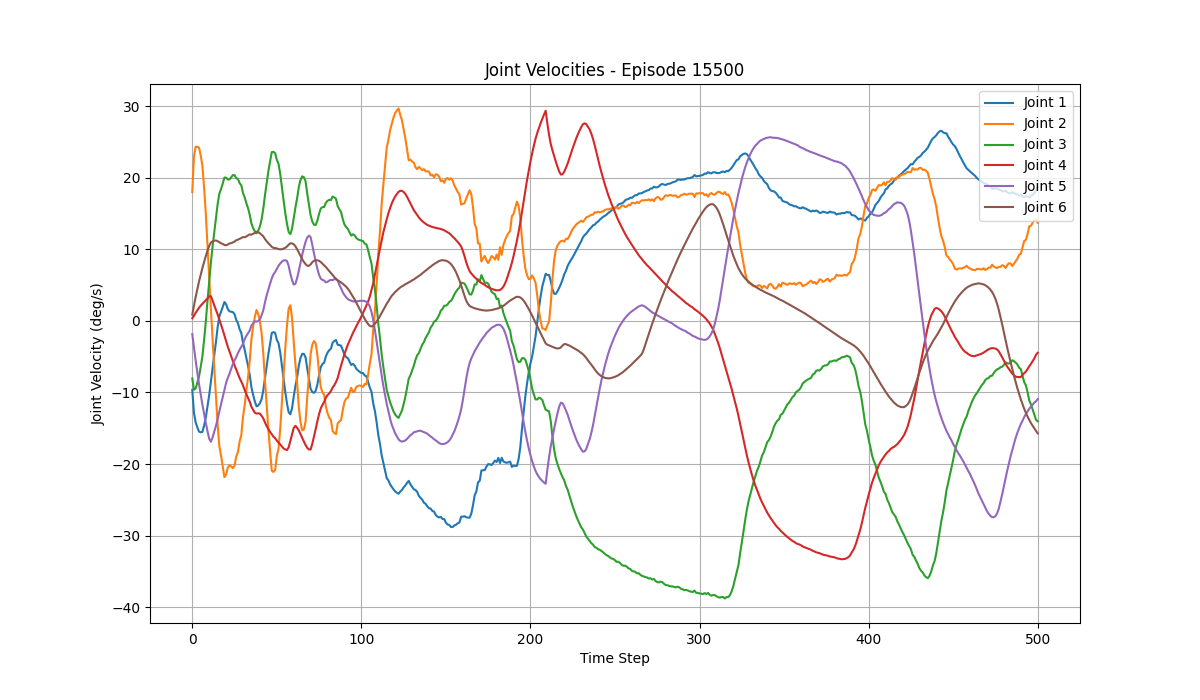 Joint Velocities - Episode 15500
Joint Velocity (deg/s)
30
20
10
0
−10
−20
−30
−40
Joint 1
Joint 2
Joint 3
Joint 4
Joint 5
Joint 6
0
100
200
300
400
500
Time Step